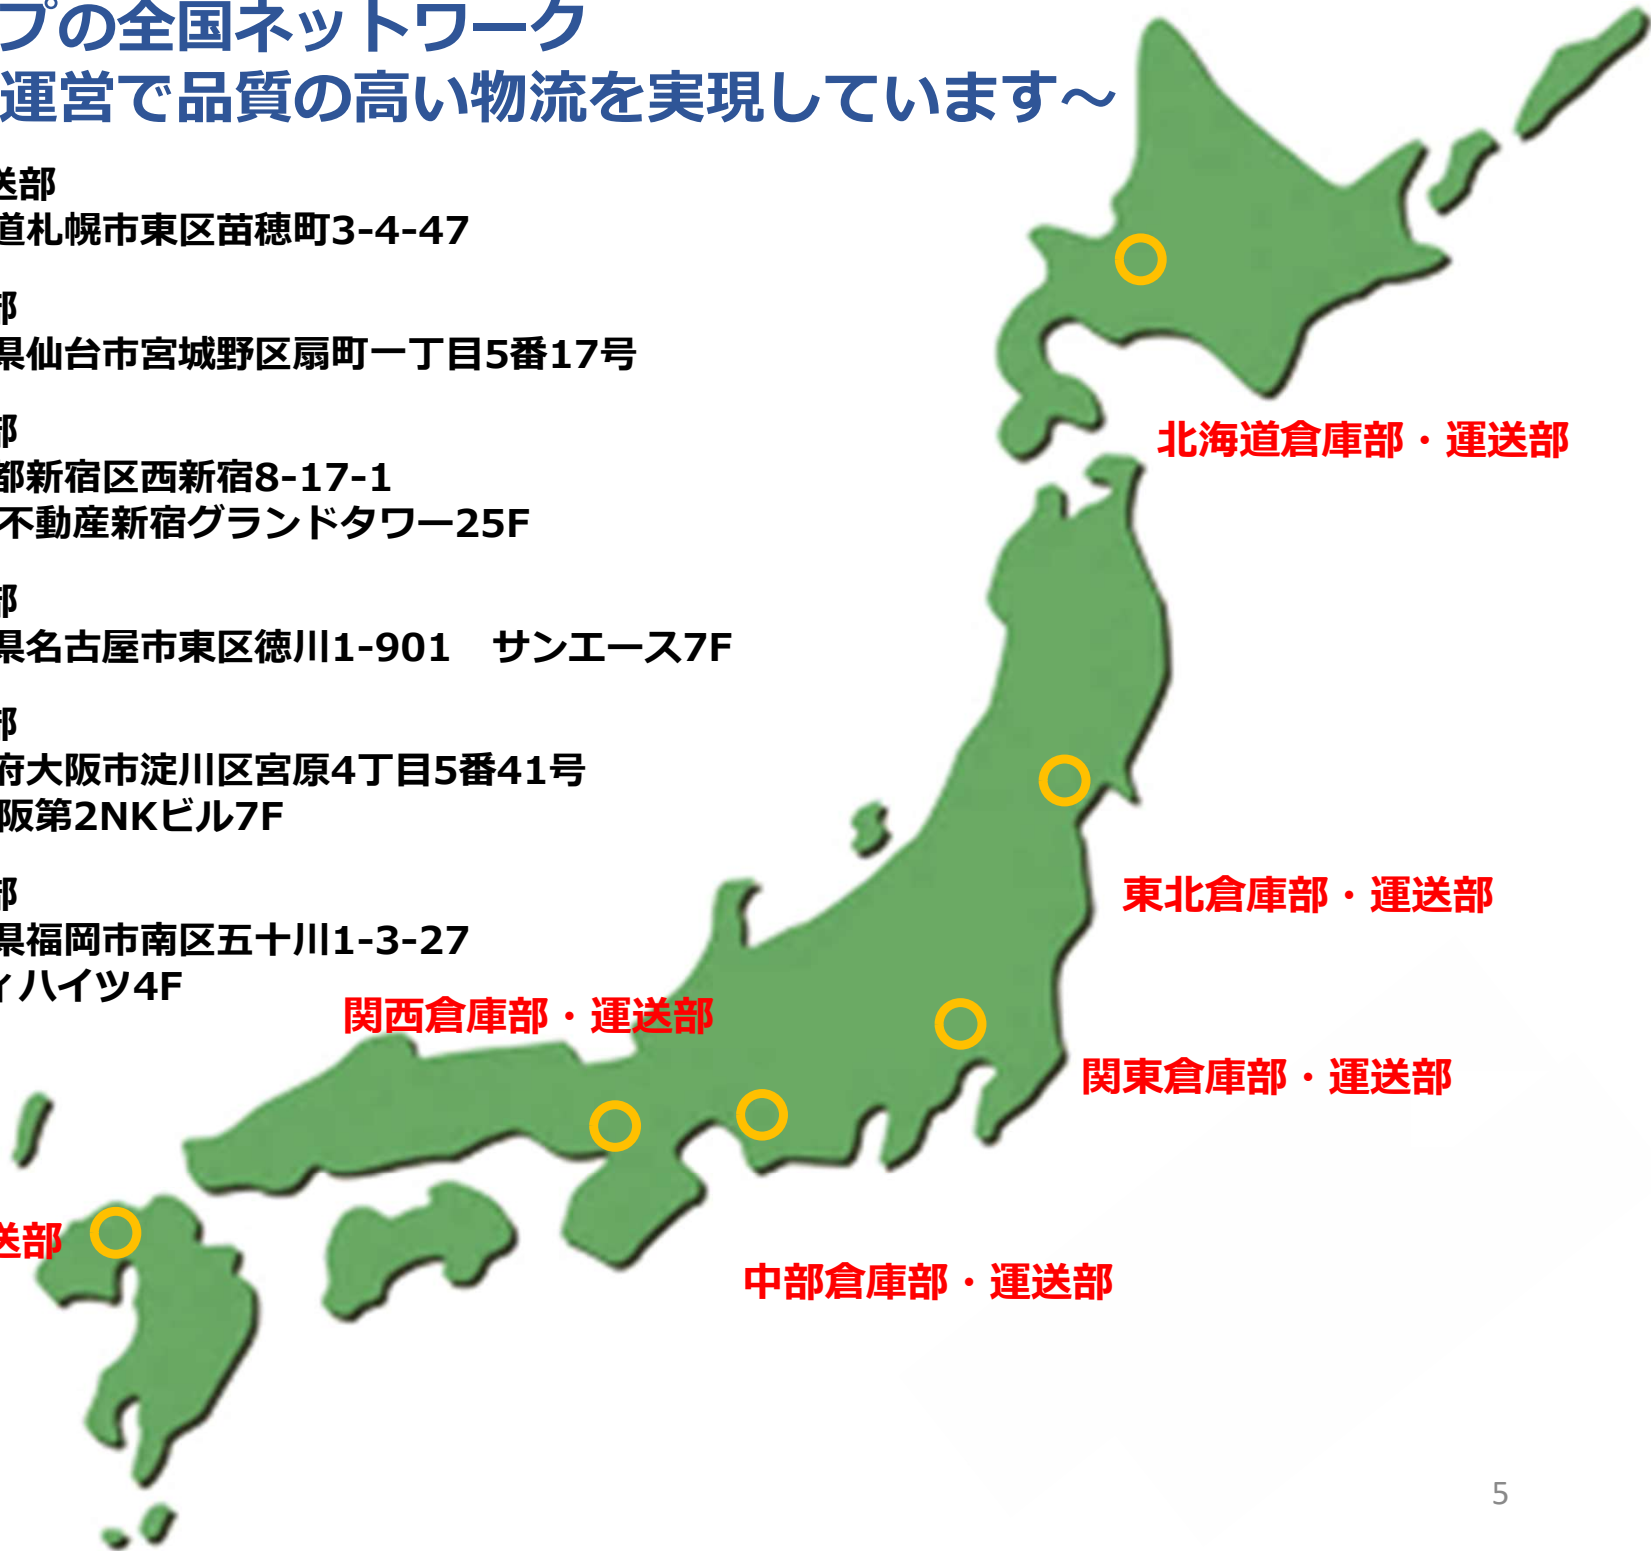 プの全国ネットワーク
運営で品質の高い物流を実現しています～
送部
道札幌市東区苗穂町3-4-47
部
県仙台市宮城野区扇町一丁目5番17号
部
都新宿区西新宿8-17-1
不動産新宿グランドタワー25F
部
県名古屋市東区徳川1-901　サンエース7F
部
府大阪市淀川区宮原4丁目5番41号
阪第2NKビル7F
部
県福岡市南区五十川1-3-27
ィハイツ4F
北海道倉庫部・運送部
東北倉庫部・運送部
関西倉庫部・運送部
関東倉庫部・運送部
送部
中部倉庫部・運送部
5